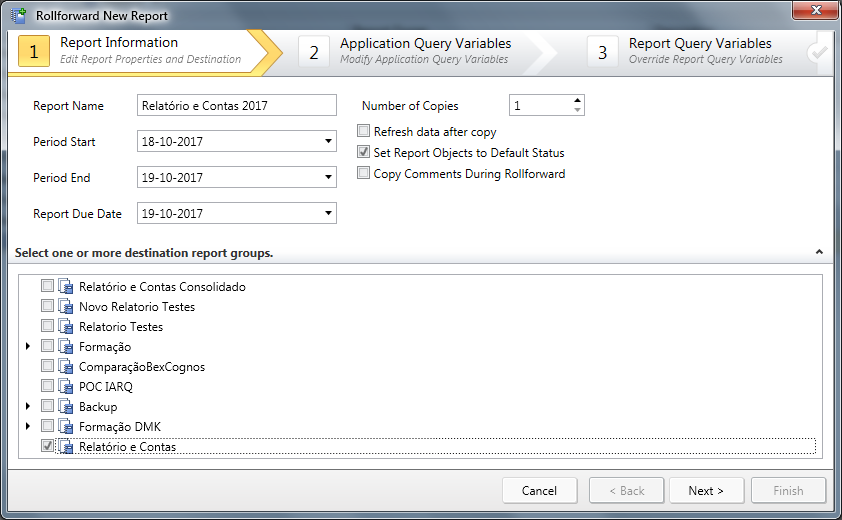 Rollforward New Report
1
Report Information
Edit Report Properties and Destination
2
Application Query Variables
Modify Application Query Variables
3
Report Query Variables
Override Report Query Variables
Report Name
Relatório e Contas 2017
Number of Copies
1
Period Start
18-10-2017
Refresh data after copy
Set Report Objects to Default Status
Period End
19-10-2017
Copy Comments During Rollforward
Report Due Date
19-10-2017
Select one or more destination report groups.
Relatório e Contas Consolidado
Novo Relatorio Testes
Relatorio Testes
Formação
ComparaçãoBexCognos
POC IARQ
Backup
Formação DMK
Relatório e Contas
Cancel
< Back
Next >
Finish